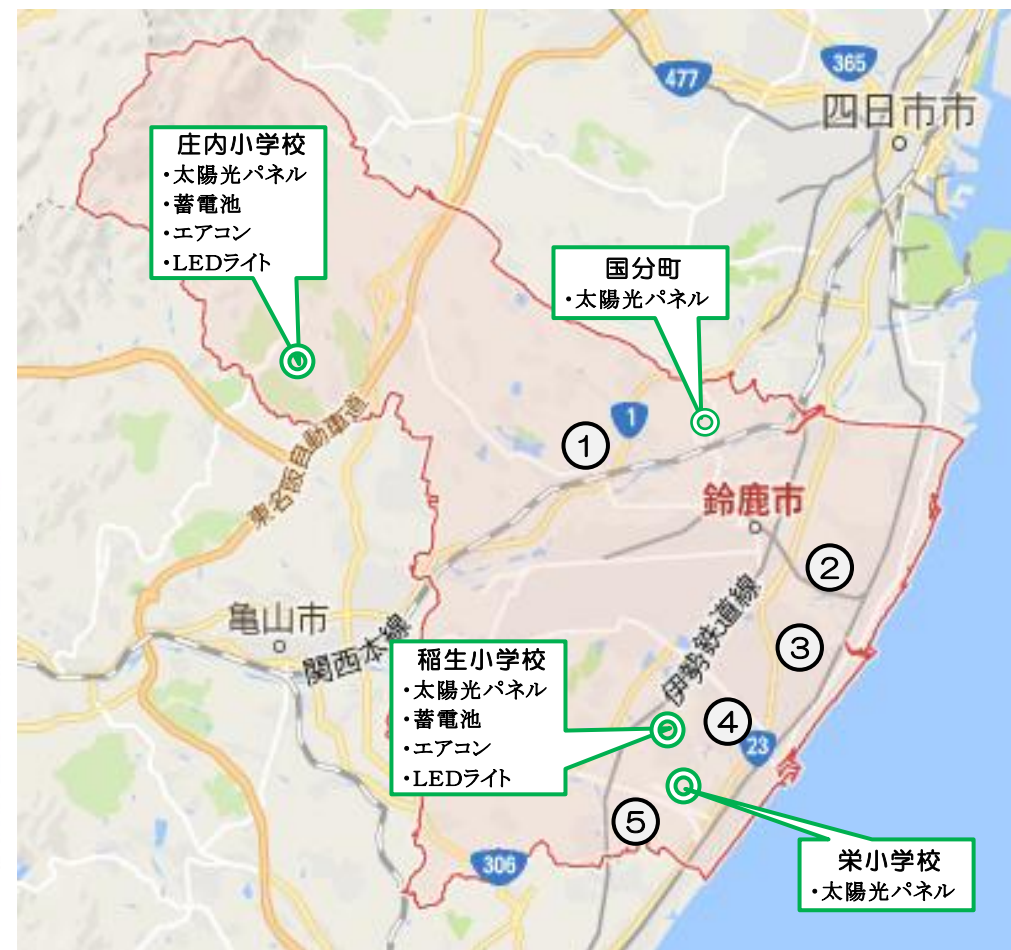 365
477
四日市市
庄内小学校
・太陽光パネル
・蓄電池
・エアコン
・LEDライト
国分町
・太陽光パネル
1
①
東名阪自動車道
鈴鹿市
②
亀山市
関西本線
伊勢鉄道線
③
稲生小学校
・太陽光パネル
・蓄電池
・エアコン
・LEDライト
④
23
⑤
306
栄小学校
・太陽光パネル